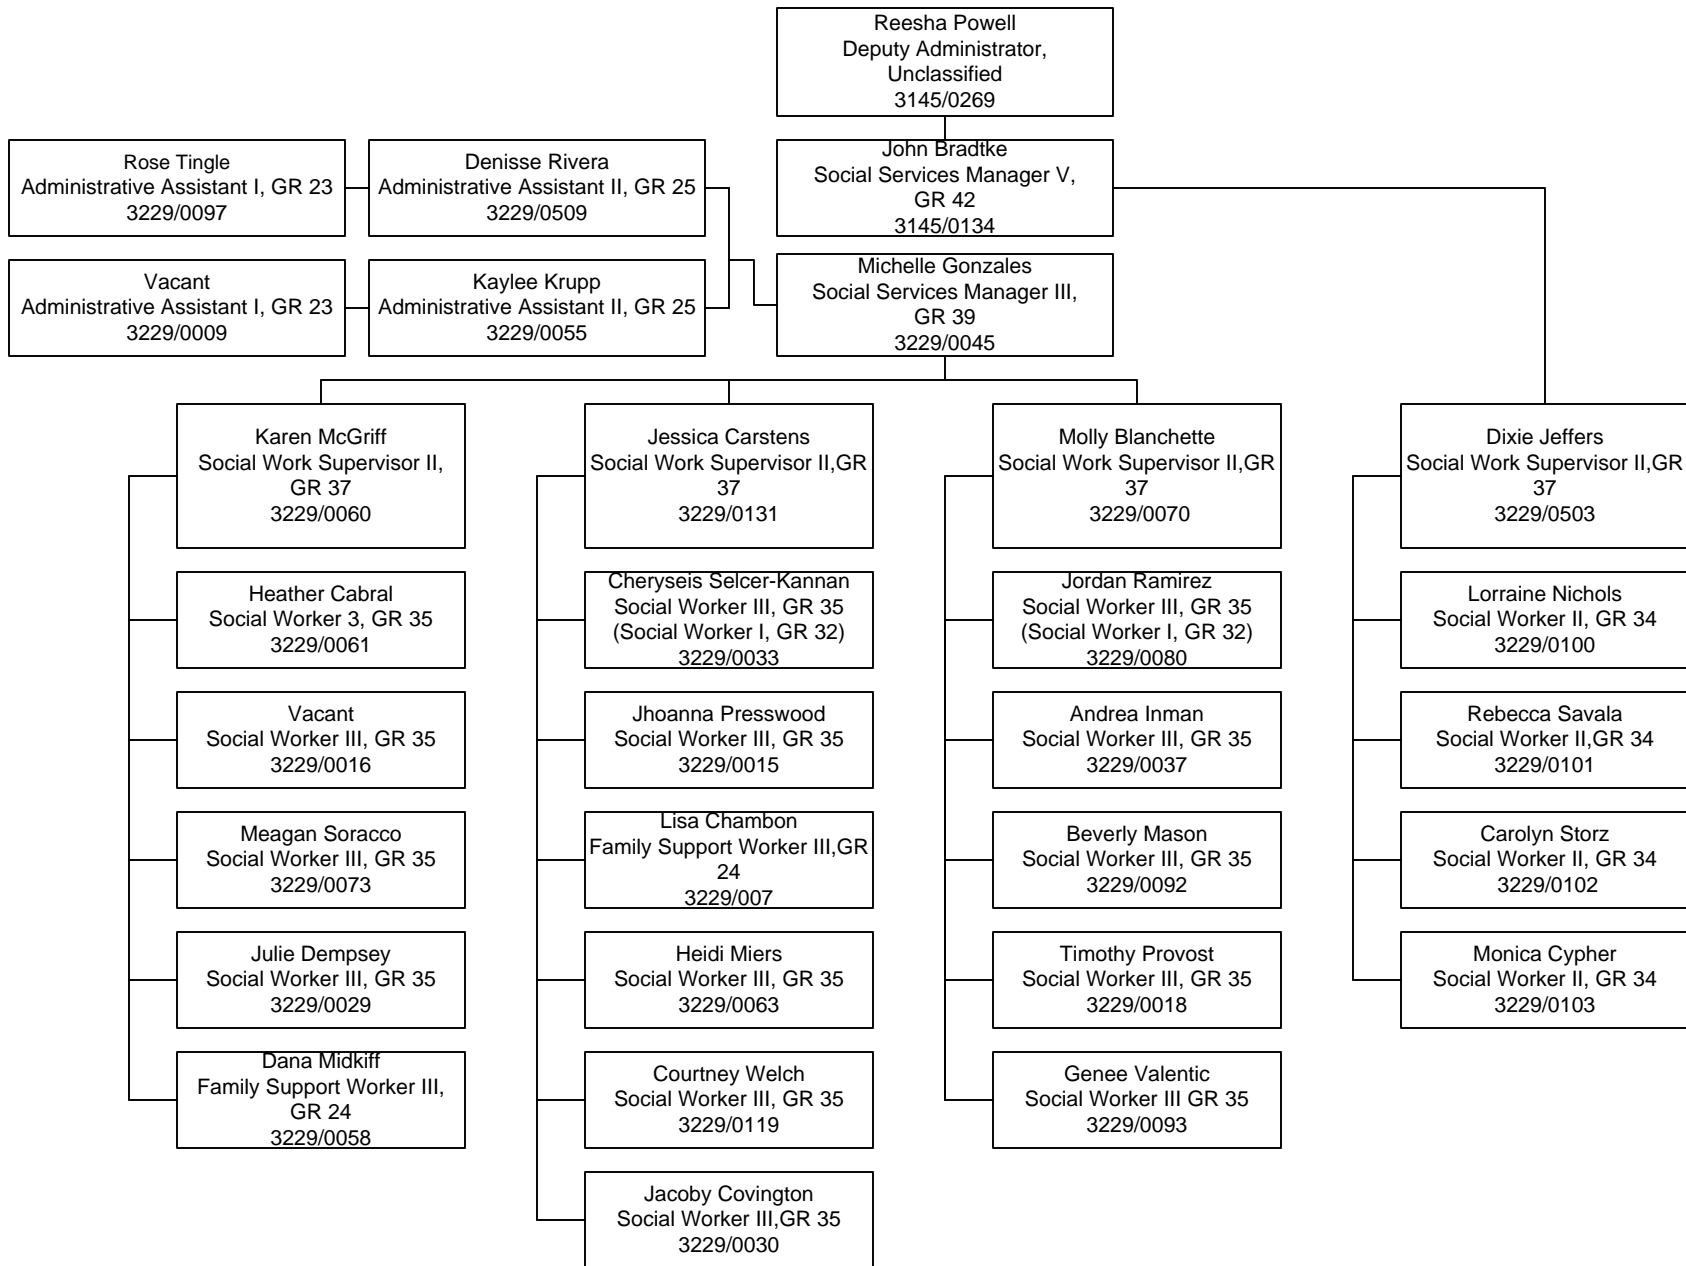 Reesha Powell
Deputy Administrator,
Unclassified
3145/0269
John Bradtke
Social Services Manager V,
GR 42
3145/0134
Rose Tingle
Administrative Assistant I, GR 23
3229/0097
Denisse Rivera
Administrative Assistant II, GR 25
3229/0509
Vacant
Administrative Assistant I, GR 23
3229/0009
Kaylee Krupp
Administrative Assistant II, GR 25
3229/0055
Michelle Gonzales
Social Services Manager III,
GR 39
3229/0045
Karen McGriff
Social Work Supervisor II,
GR 37
3229/0060
Heather Cabral
Social Worker 3, GR 35
3229/0061
Vacant
Social Worker III, GR 35
3229/0016
Meagan Soracco
Social Worker III, GR 35
3229/0073
Julie Dempsey
Social Worker III, GR 35
3229/0029
Dana Midkiff
Family Support Worker III,
GR 24
3229/0058
Jessica Carstens
Social Work Supervisor II,GR
37
3229/0131
Cheryseis Selcer-Kannan
Social Worker III, GR 35
(Social Worker I, GR 32)
3229/0033
Jhoanna Presswood
Social Worker III, GR 35
3229/0015
Lisa Chambon
Family Support Worker III,GR
24
3229/007
Heidi Miers
Social Worker III, GR 35
3229/0063
Courtney Welch
Social Worker III, GR 35
3229/0119
Jacoby Covington
Social Worker III,GR 35
3229/0030
Molly Blanchette
Social Work Supervisor II,GR
37
3229/0070
Jordan Ramirez
Social Worker III, GR 35
(Social Worker I, GR 32)
3229/0080
Andrea Inman
Social Worker III, GR 35
3229/0037
Beverly Mason
Social Worker III, GR 35
3229/0092
Timothy Provost
Social Worker III, GR 35
3229/0018
Genee Valentic
Social Worker III GR 35
3229/0093
Dixie Jeffers
Social Work Supervisor II,GR
37
3229/0503
Lorraine Nichols
Social Worker II, GR 34
3229/0100
Rebecca Savala
Social Worker II,GR 34
3229/0101
Carolyn Storz
Social Worker II, GR 34
3229/0102
Monica Cypher
Social Worker II, GR 34
3229/0103